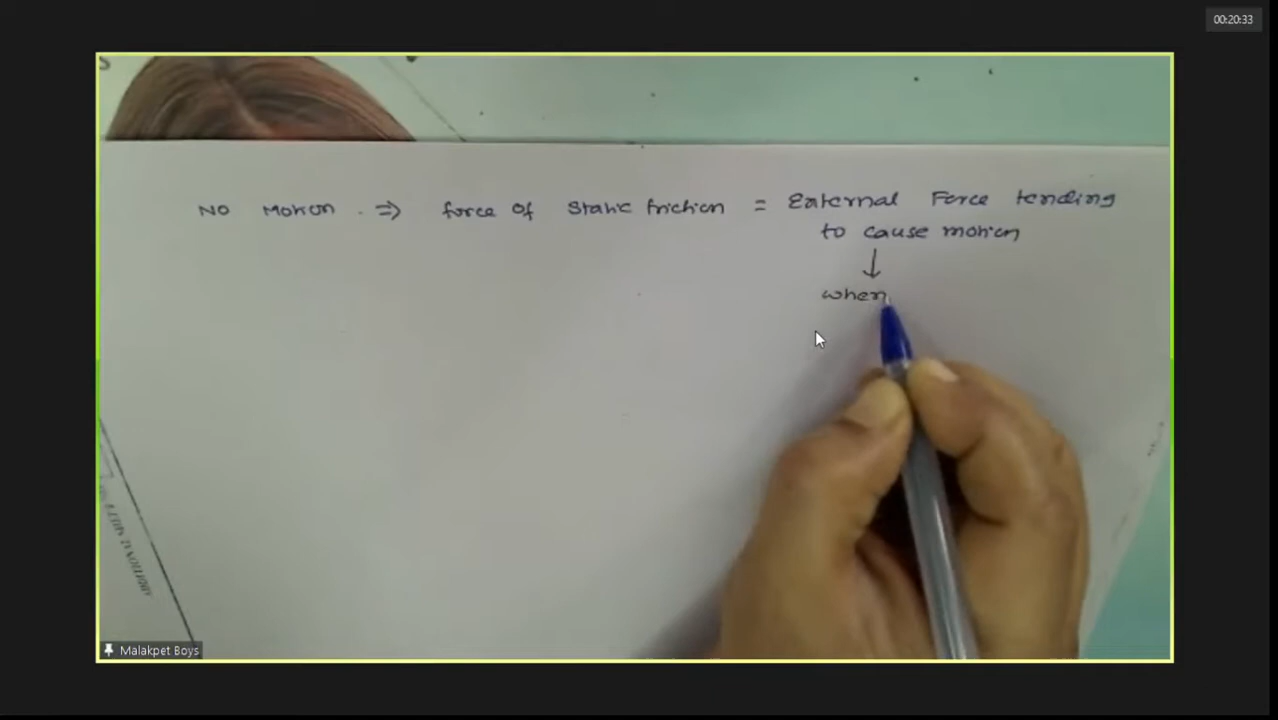 00:20:33
No Motion ⇒ force of Static friction = External Force tending
to cause motion
↓
when
Malakpet Boys